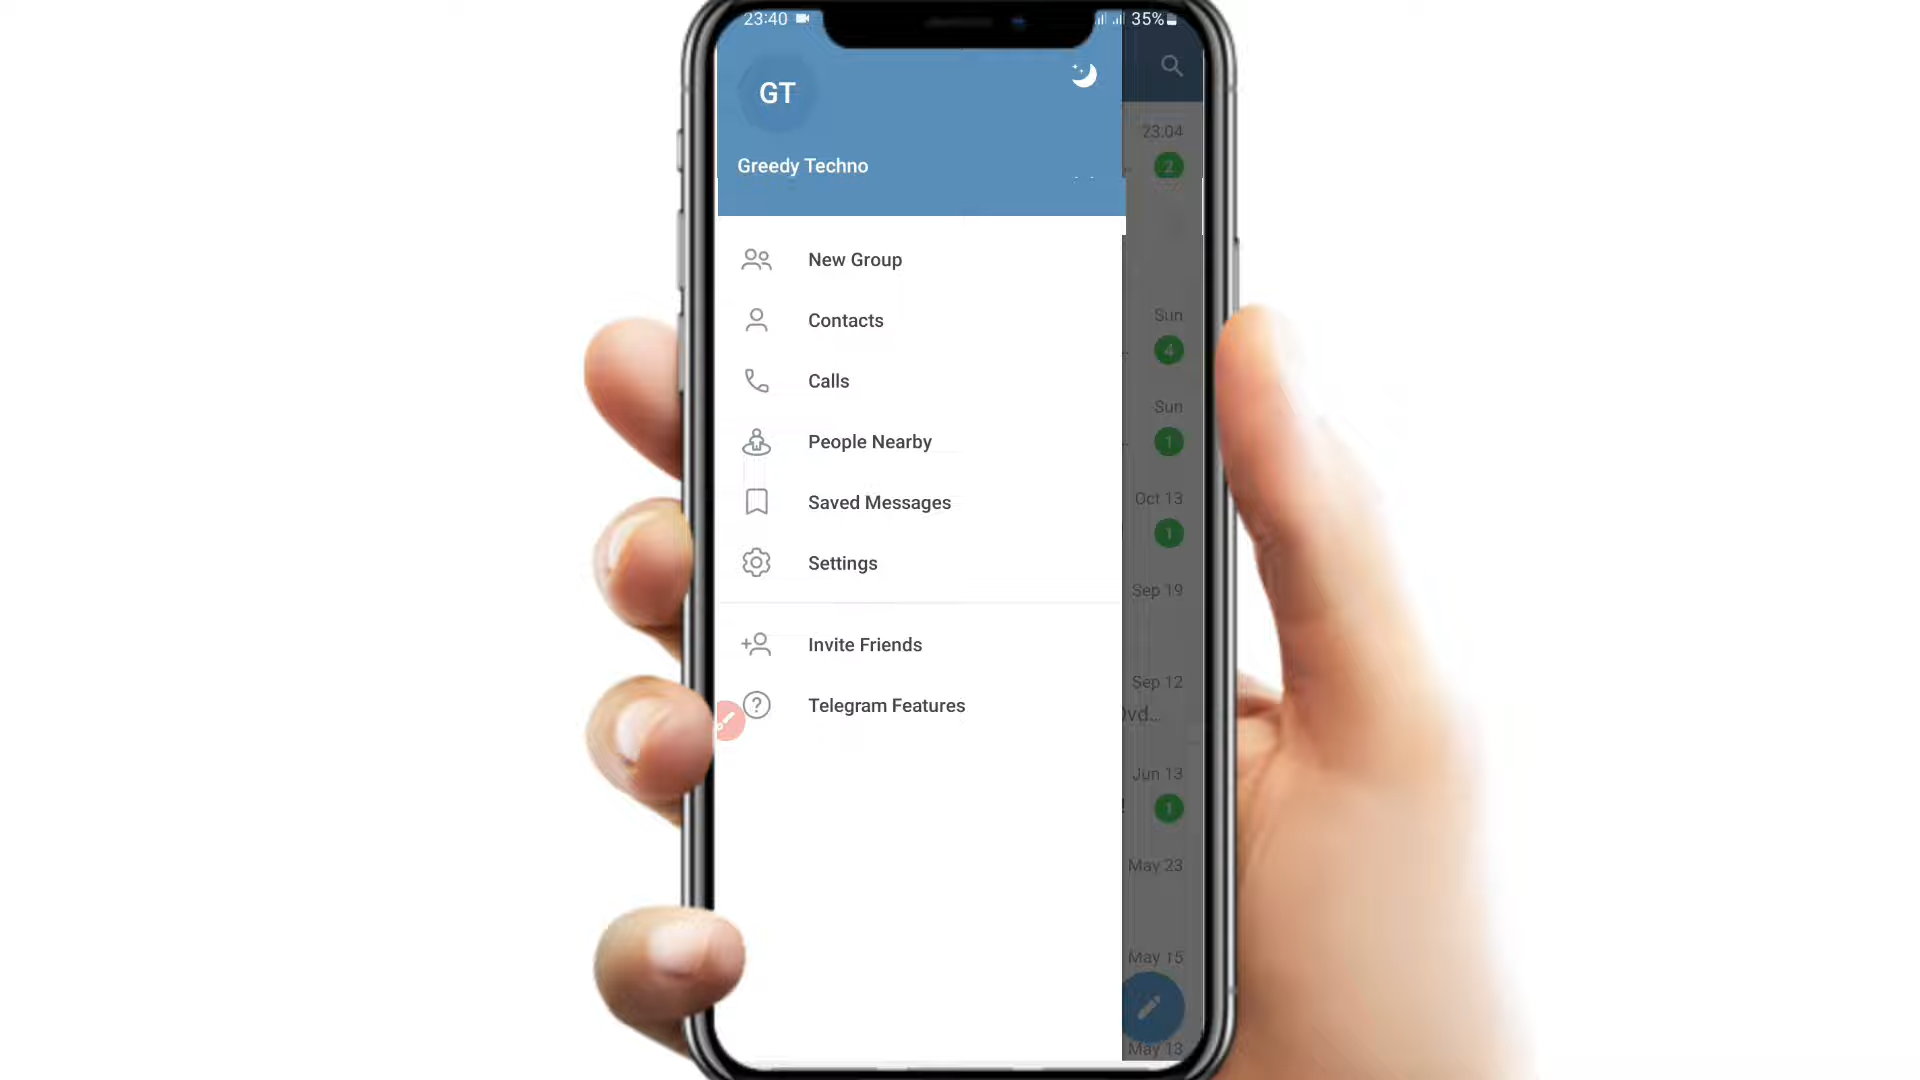 23:40
35%
GT
Greedy Techno
23:04
2
New Group
Contacts
Calls
People Nearby
Saved Messages
Settings
Invite Friends
Telegram Features
Sun
4
Sun
1
Oct 13
1
Sep 19
Sep 12
Jun 13
1
May 23
May 15
May 13